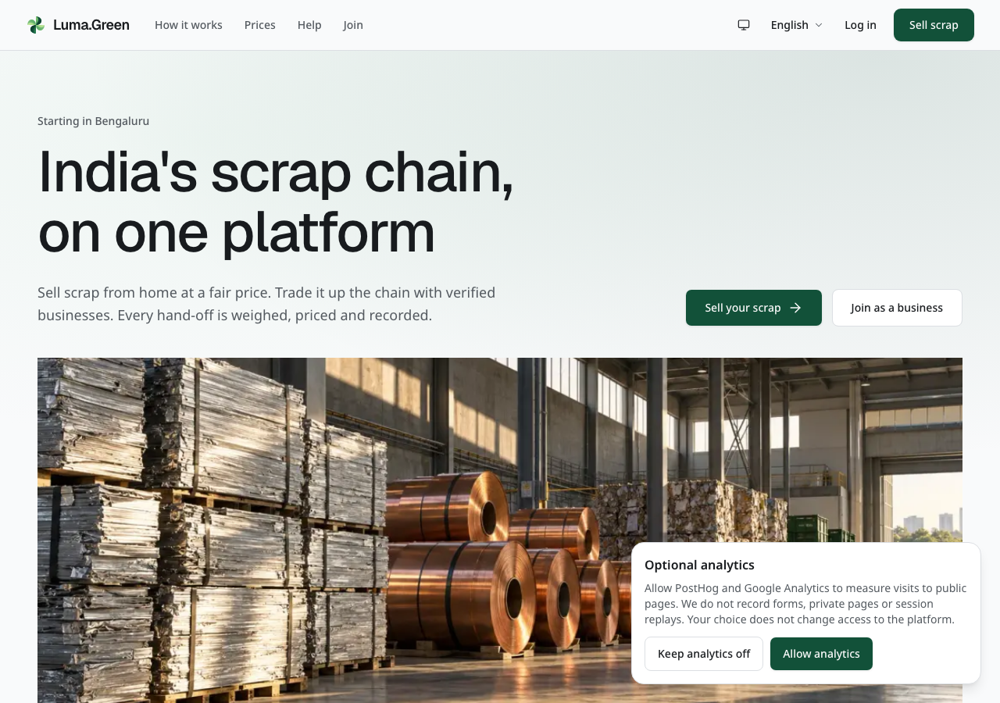 Luma.Green
How it works
Prices
Help
Join
English
Log in
Sell scrap
Starting in Bengaluru
India's scrap chain,
on one platform
Sell scrap from home at a fair price. Trade it up the chain with verified
businesses. Every hand-off is weighed, priced and recorded.
Sell your scrap
Join as a business
Optional analytics
Allow PostHog and Google Analytics to measure visits to public
pages. We do not record forms, private pages or session
replays. Your choice does not change access to the platform.
Keep analytics off
Allow analytics